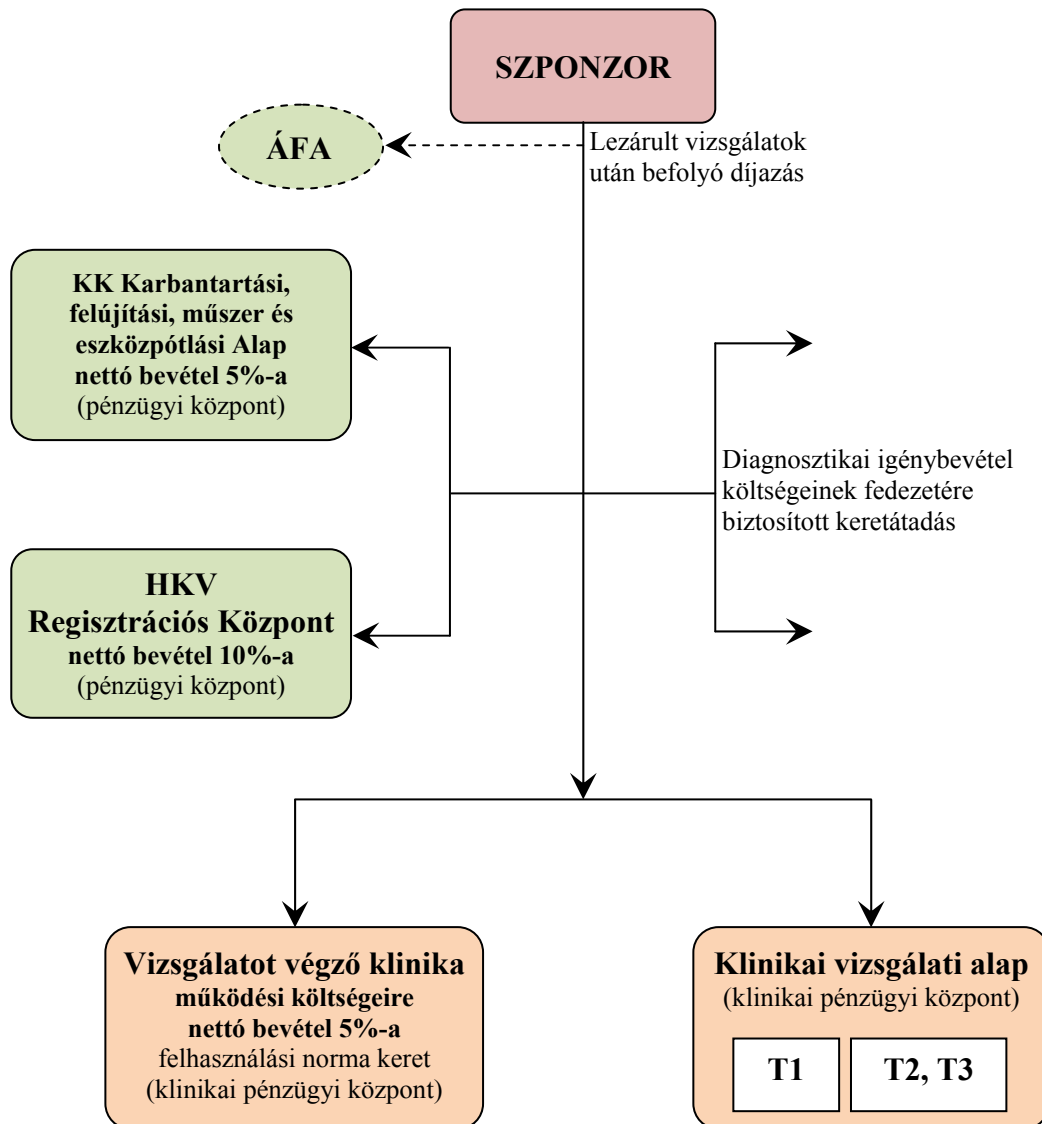 SZPONZOR
ÁFA
Lezárult vizsgálatok
után befolyó díjazás
KK Karbantartási,
felújítási, műszer és
eszközpótlási Alap
nettó bevétel 5%-a
(pénzügyi központ)
Diagnosztikai igénybevétel
költségeinek fedezetére
biztosított keretátadás
HKV
Regisztrációs Központ
nettó bevétel 10%-a
(pénzügyi központ)
Vizsgálatot végző klinika
működési költségeire
nettó bevétel 5%-a
felhasználási norma keret
(klinikai pénzügyi központ)
Klinikai vizsgálati alap
(klinikai pénzügyi központ)
T1
T2, T3